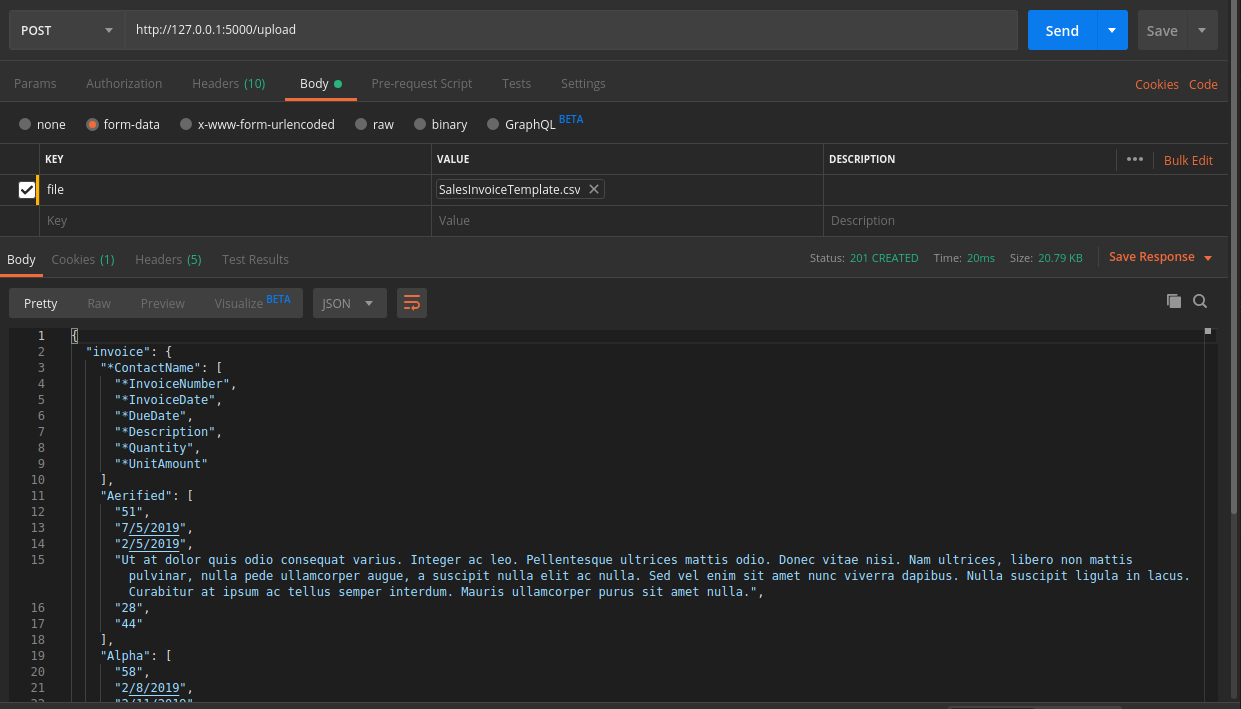 POST http://127.0.0.1:5000/upload Send Save
Params Authorization Headers (10) Body Pre-request Script Tests Settings Cookies Code
none form-data x-www-form-urlencoded raw binary GraphQL BETA
KEY VALUE DESCRIPTION ••• Bulk Edit
file SalesInvoiceTemplate.csv
Key Value Description
Body Cookies (1) Headers (5) Test Results Status: 201 CREATED Time: 20ms Size: 20.79 KB Save Response
Pretty Raw Preview Visualize BETA JSON
1 {
2 "invoice": {
3 "*ContactName": [
4 "*InvoiceNumber",
5 "*InvoiceDate",
6 "*DueDate",
7 "*Description",
8 "*Quantity",
9 "*UnitAmount"
10 ],
11 "Aerified": [
12 "51",
13 "7/5/2019",
14 "2/5/2019",
15 "Ut at dolor quis odio consequat varius. Integer ac leo. Pellentesque ultrices mattis odio. Donec vitae nisi. Nam ultrices, libero non mattis
pulvinar, nulla pede ullamcorper augue, a suscipit nulla elit ac nulla. Sed vel enim sit amet nunc viverra dapibus. Nulla suscipit ligula in lacus.
Curabitur at ipsum ac tellus semper interdum. Mauris ullamcorper purus sit amet nulla.",
16 "28",
17 "44"
18 ],
19 "Alpha": [
20 "58",
21 "2/8/2019",